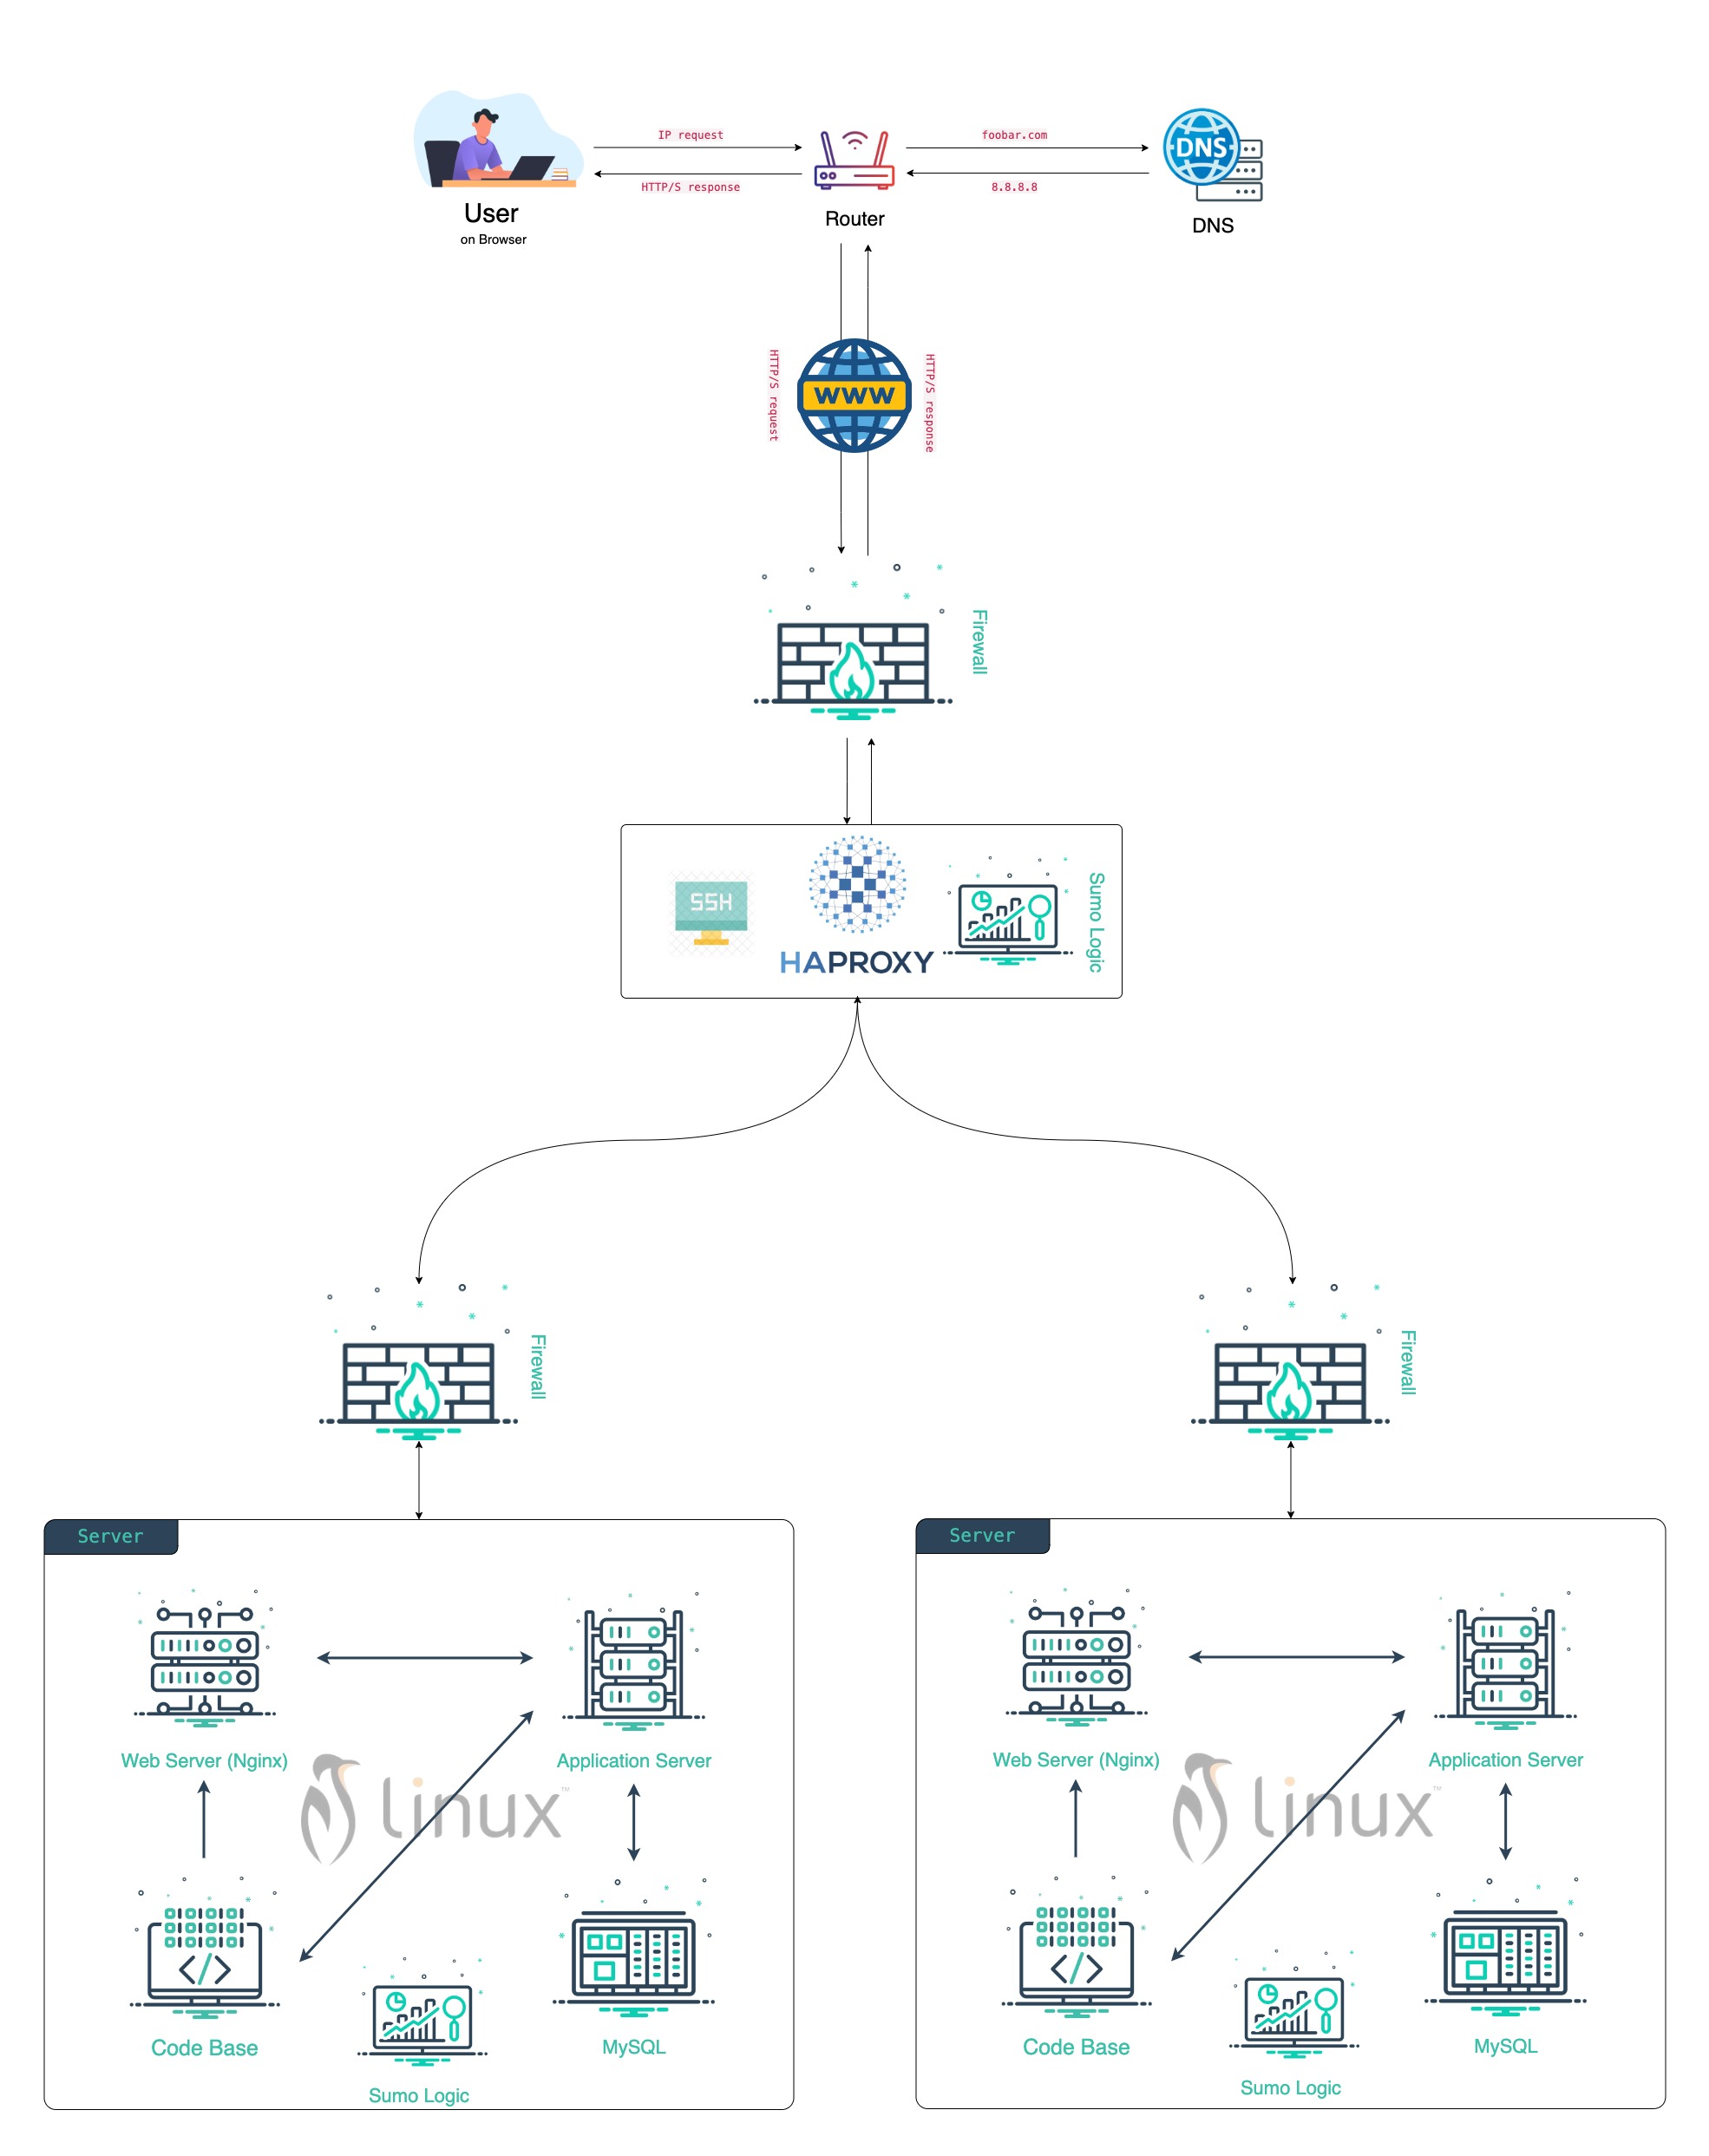 IP request
foobar.com
HTTP/S response
8.8.8.8
DNS
User
on Browser
Router
DNS
HTTP/S request
WWW
HTTP/S response
Firewall
SSH
HAPROXY
Sumo Logic
Firewall
Firewall
Server
Web Server (Nginx)
Application Server
Linux™
Code Base
MySQL
Sumo Logic
Server
Web Server (Nginx)
Application Server
Linux™
Code Base
MySQL
Sumo Logic